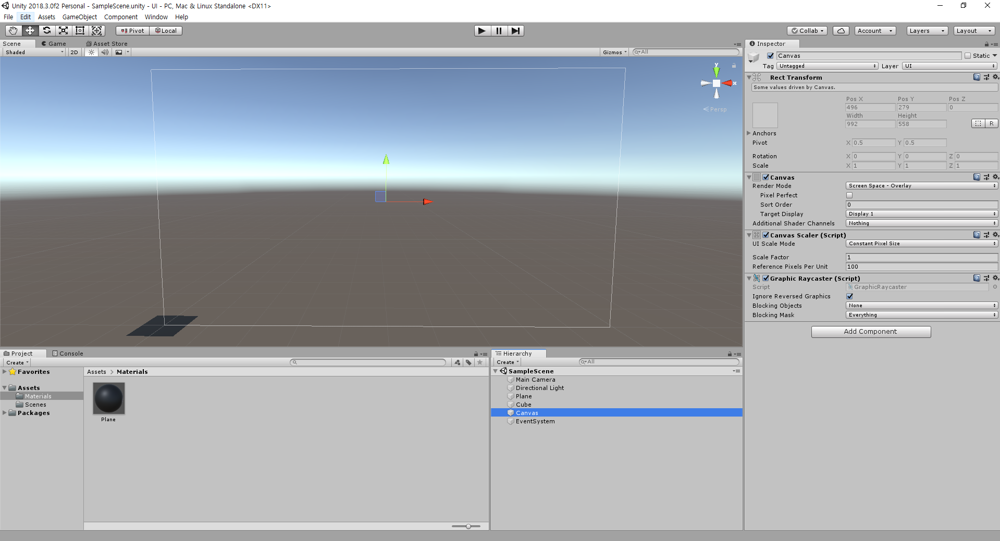 Unity 2018.3.0f2 Personal - SampleScene.unity - UI - PC, Mac & Linux Standalone <DX11>
File Edit Assets GameObject Component Window Help
Pivot Local Collab Account Layers Layout
Scene Game Asset Store
Shaded 2D Gizmos All
y
x
Persp
Inspector
Canvas Static
Tag Untagged Layer UI
Rect Transform
Some values driven by Canvas.
Pos X Pos Y Pos Z
496 279 0
Width Height
992 558
R
Anchors
Pivot X 0.5 Y 0.5
Rotation X 0 Y 0 Z 0
Scale X 1 Y 1 Z 1
Canvas
Render Mode Screen Space - Overlay
Pixel Perfect
Sort Order 0
Target Display Display 1
Additional Shader Channels Nothing
Canvas Scaler (Script)
UI Scale Mode Constant Pixel Size
Scale Factor 1
Reference Pixels Per Unit 100
Graphic Raycaster (Script)
Script GraphicRaycaster
Ignore Reversed Graphics
Blocking Objects None
Blocking Mask Everything
Add Component
Project Console
Create
Favorites
Assets
Materials
Scenes
Packages
Assets > Materials
Plane
Hierarchy
Create All
SampleScene
Main Camera
Directional Light
Plane
Cube
Canvas
EventSystem